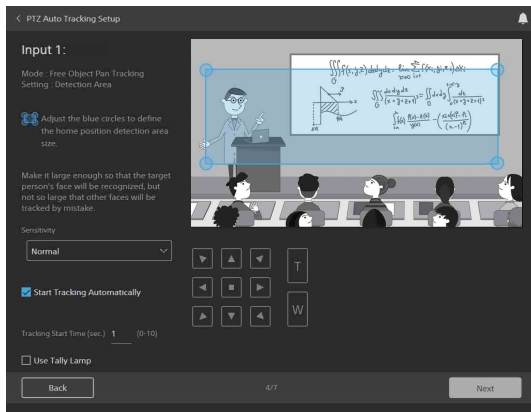 PTZ Auto Tracking Setup
Input 1:
Mode : Free Object Pan Tracking
Setting : Detection Area
Adjust the blue circles to define
the home position detection area
size.
Make it large enough so that the target
person's face will be recognized, but
not so large that other faces will be
tracked by mistake.
Sensitivity
Normal
Start Tracking Automatically
Tracking Start Time (sec.) 1 (0-10)
Use Tally Lamp
T
W
Back
4/7
Next